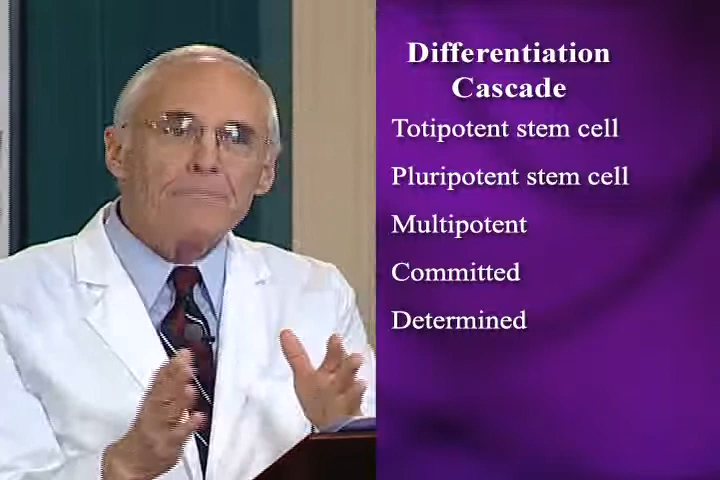 Differentiation
Cascade
Totipotent stem cell
Pluripotent stem cell
Multipotent
Committed
Determined